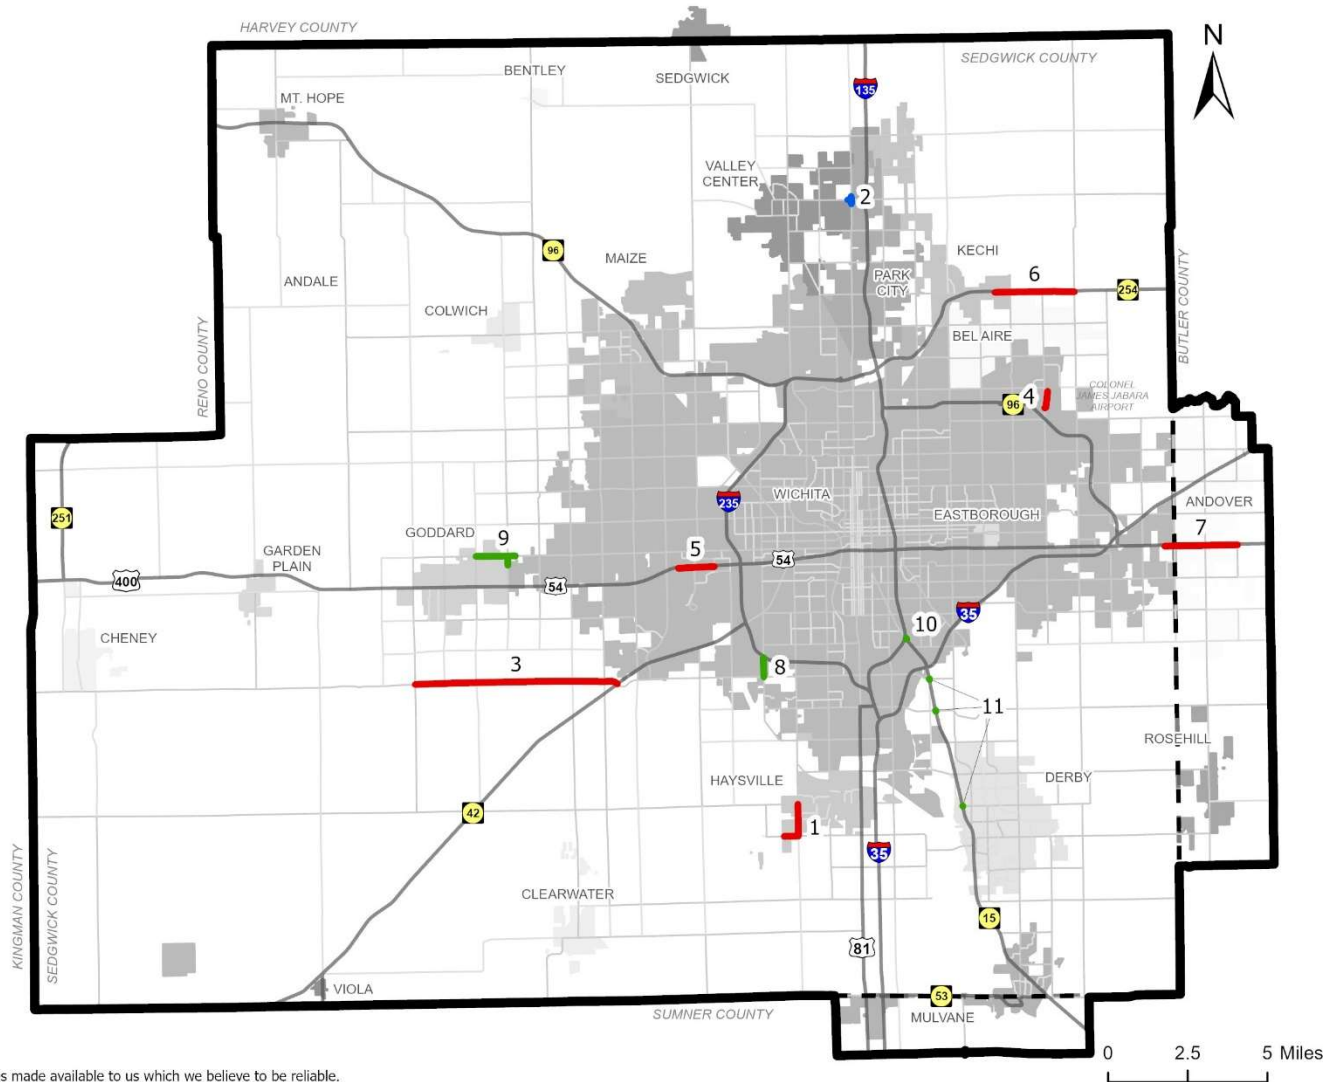 HARVEY COUNTY
N
SEDGWICK COUNTY
BENTLEY
SEDGWICK
135
MT. HOPE
VALLEY
CENTER
2
96
MAIZE
KECHI
6
PARK
CITY
254
ANDALE
COLWICH
BEL AIRE
BUTLER COUNTY
RENO COUNTY
4
96
COLONEL
JAMES JABARA
AIRPORT
235
WICHITA
ANDOVER
251
EASTBOROUGH
7
GODDARD
9
GARDEN
PLAIN
5
54
400
54
35
CHENEY
10
3
8
11
ROSEHILL
HAYSVILLE
DERBY
42
1
35
KINGMAN COUNTY
SEDGWICK COUNTY
CLEARWATER
15
81
VIOLA
53
SUMNER COUNTY
MULVANE
0 2.5 5 Miles
s made available to us which we believe to be reliable.